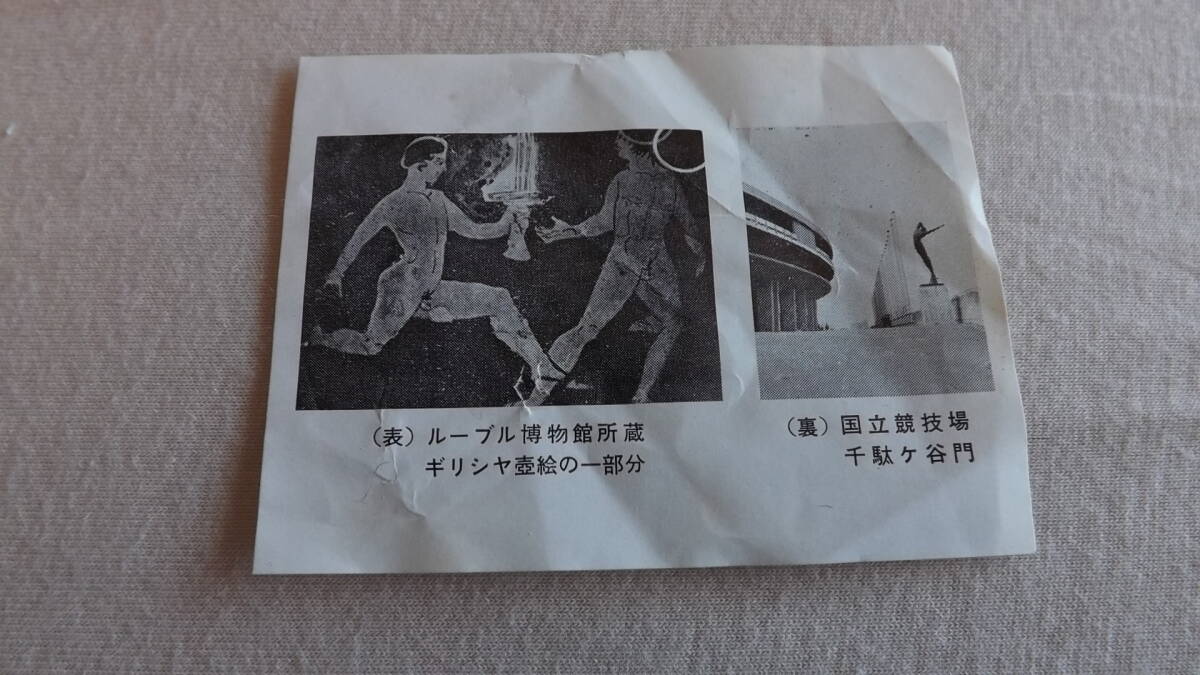 （表）ルーブル博物館所蔵
ギリシヤ壺絵の一部分
（裏）国立競技場
千駄ケ谷門